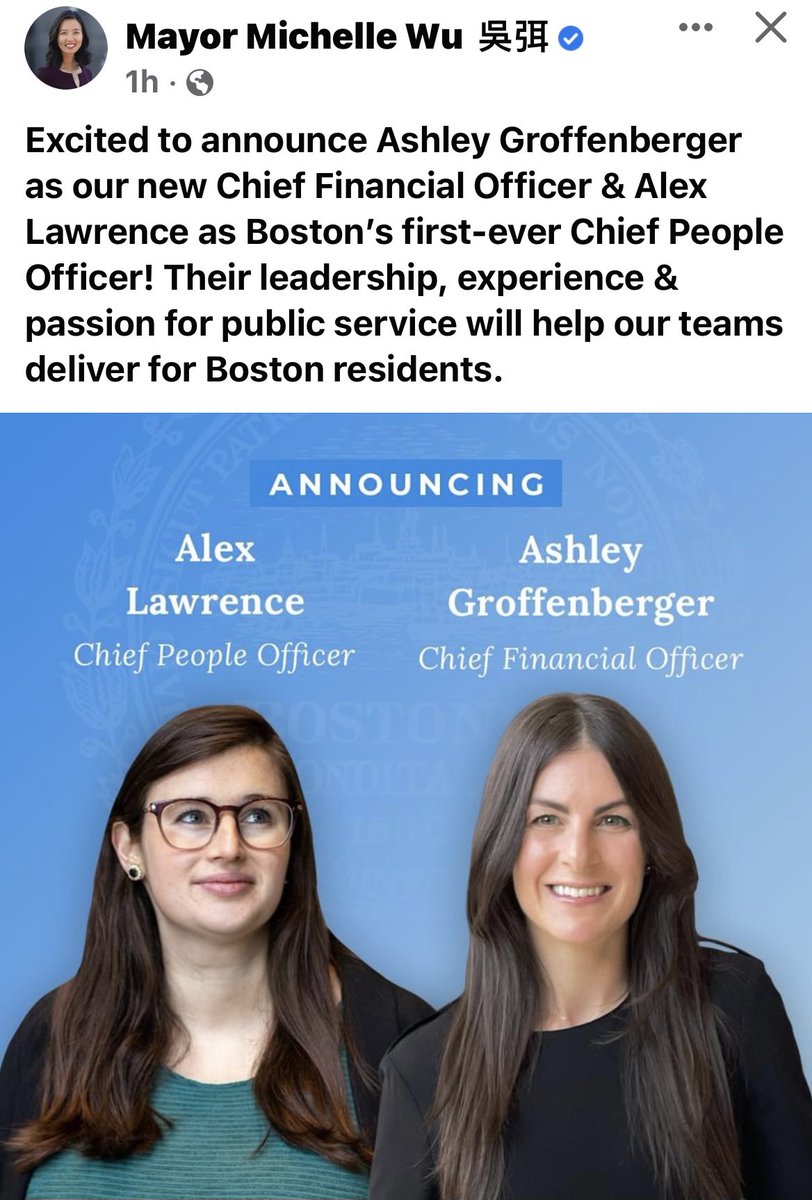 Mayor Michelle Wu 吳弭
1h ·
Excited to announce Ashley Groffenberger
as our new Chief Financial Officer & Alex
Lawrence as Boston’s first-ever Chief People
Officer! Their leadership, experience &
passion for public service will help our teams
deliver for Boston residents.
ANNOUNCING
Alex
Lawrence
Chief People Officer
Ashley
Groffenberger
Chief Financial Officer
BOSTON
CONDITA